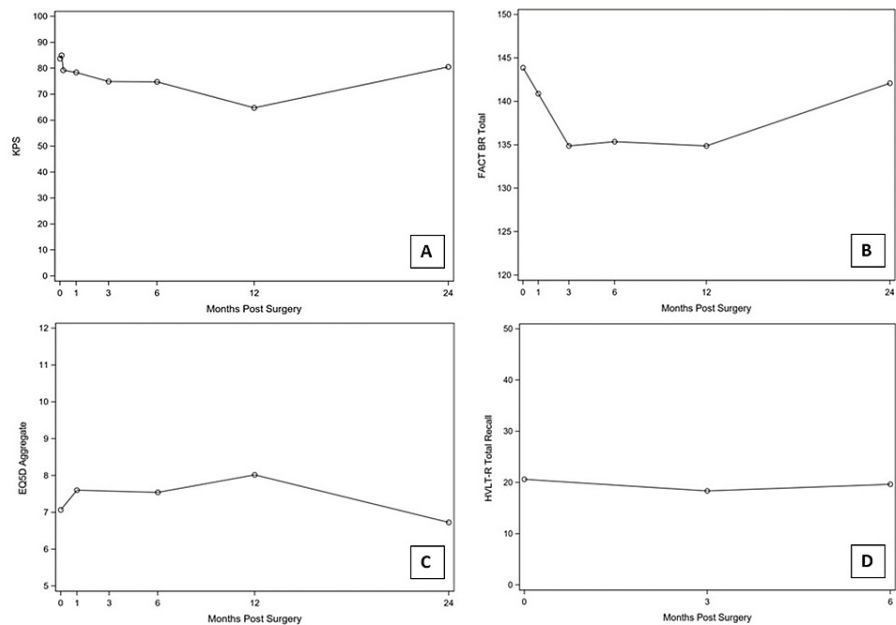 100
90
80
70
60
50
40
30
20
10
0
KPS
0 1 3 6 12 24
Months Post Surgery
A
150
145
140
135
130
125
120
FACT BR Total
0 1 3 6 12 24
Months Post Surgery
B
12
11
10
9
8
7
6
5
EQ5D Aggregate
0 1 3 6 12 24
Months Post Surgery
C
50
40
30
20
10
0
HVLT-R Total Recall
0 3 6
Months Post Surgery
D